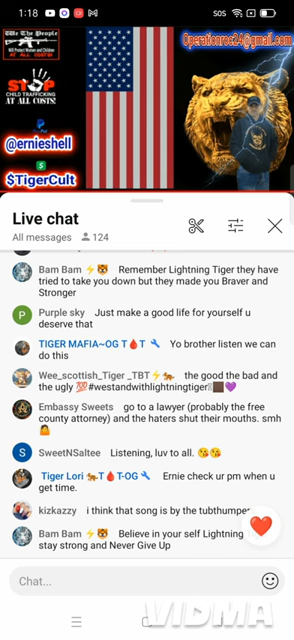 1:18
SOS
We The People
Will Protect Women and Children
AT ALL COSTS!
STOP
CHILD TRAFFICKING
AT ALL COSTS!
@ernieshell
$TigerCult
Operationroc24@gmail.com
Live chat
All messages 124
Bam Bam ⚡🐯 Remember Lightning Tiger they have
tried to take you down but they made you Braver and
Stronger
P Purple sky Just make a good life for yourself u
deserve that
TIGER MAFIA~OG T🩸T 🔧 Yo brother listen we can
do this
Wee_scottish_Tiger _TBT⚡🐅 the good the bad and
the ugly 💯#westandwithlightningtiger 💜
Embassy Sweets go to a lawyer (probably the free
county attorney) and the haters shut their mouths. smh
🤷
S SweetNSaltee Listening, luv to all. 😘😘
Tiger Lori 🐅T🩸T-OG 🔧 Ernie check ur pm when u
get time.
kizkazzy i think that song is by the tubthumper
Bam Bam ⚡🐯 Believe in your self Lightning
stay strong and Never Give Up
Chat...
VIDMA